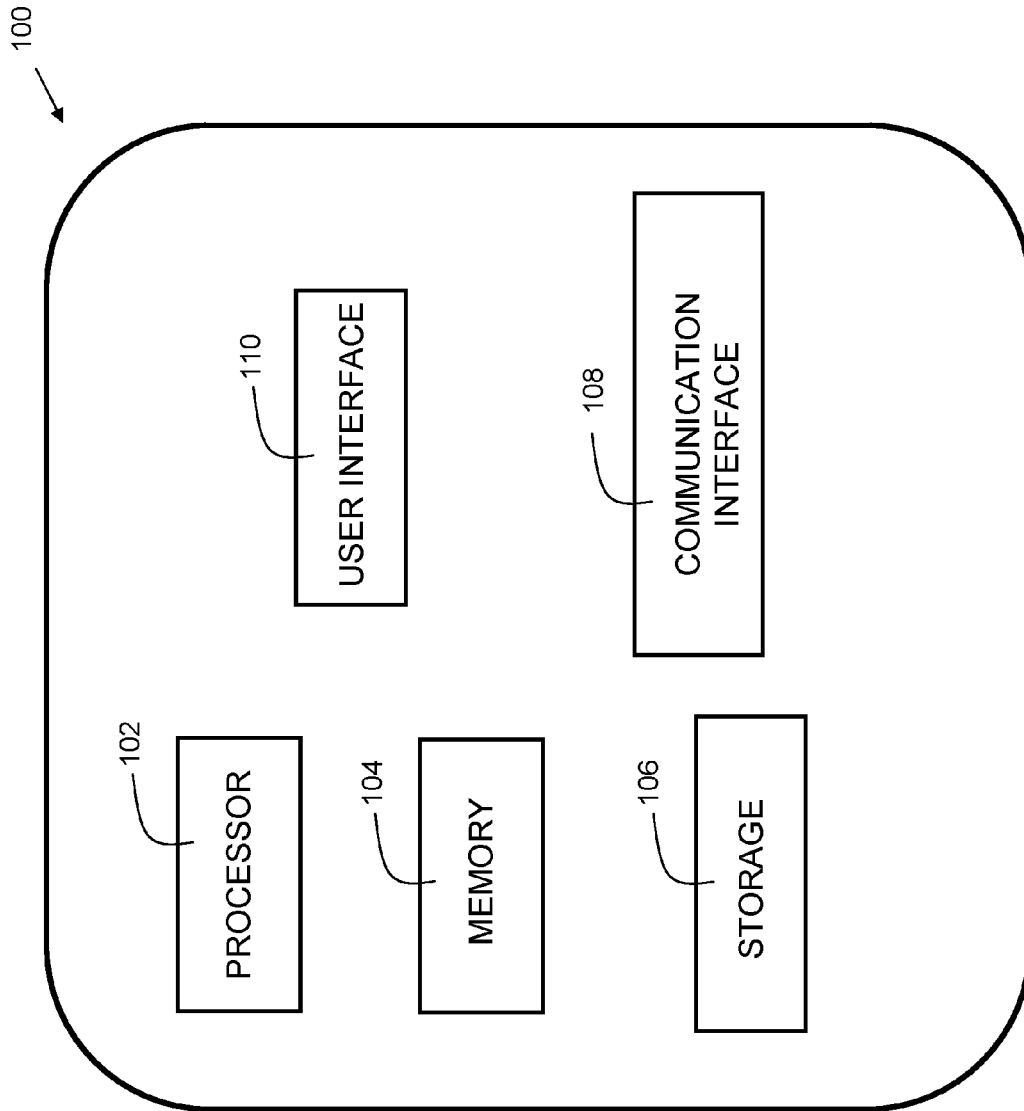 100
102
PROCESSOR
110
USER INTERFACE
104
MEMORY
108
COMMUNICATION
INTERFACE
106
STORAGE